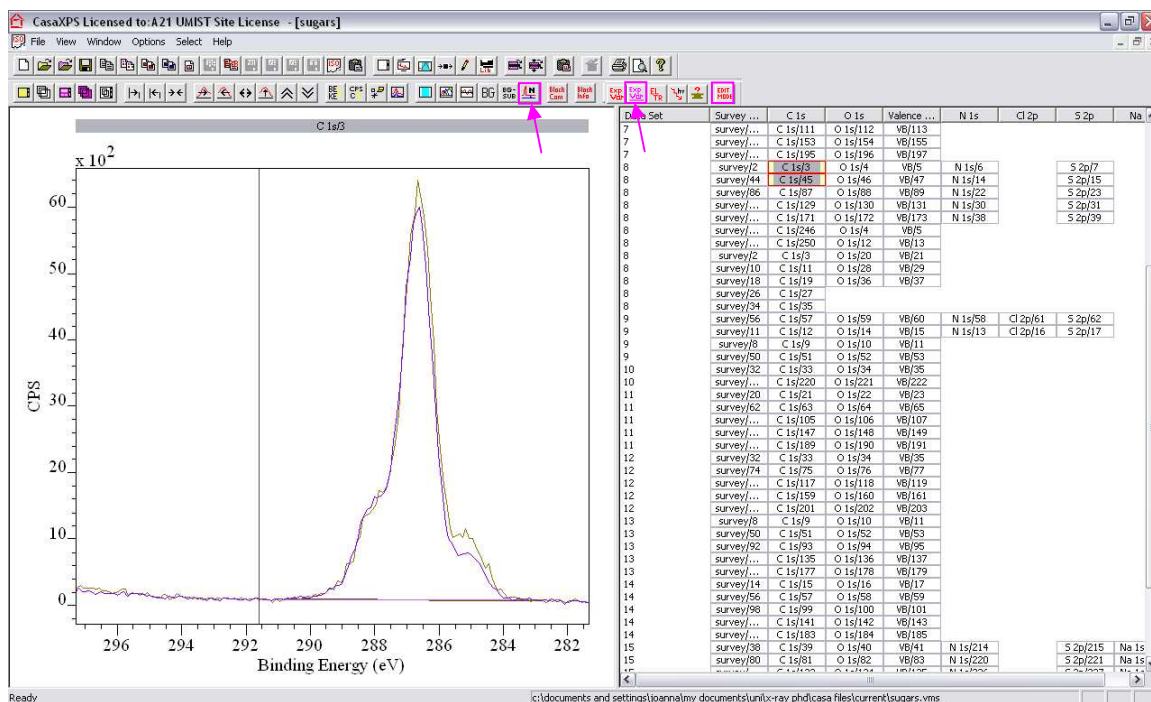 CasaXPS Licensed to:A21 UMIST Site License - [sugars]
File View Window Options Select Help
C 1s/3
x 10²
60
50
40
30
20
10
0
CPS
296 294 292 290 288 286 284 282
Binding Energy (eV)
Data Set Survey ... C 1s O 1s Valence ... N 1s Cl 2p S 2p Na
7 survey/... C 1s/111 O 1s/112 VB/113
7 survey/... C 1s/153 O 1s/154 VB/155
7 survey/... C 1s/195 O 1s/196 VB/197
8 survey/2 C 1s/3 O 1s/4 VB/5 N 1s/6 S 2p/7
8 survey/44 C 1s/45 O 1s/46 VB/47 N 1s/14 S 2p/15
8 survey/86 C 1s/87 O 1s/88 VB/89 N 1s/22 S 2p/23
8 survey/... C 1s/129 O 1s/130 VB/131 N 1s/30 S 2p/31
8 survey/... C 1s/171 O 1s/172 VB/173 N 1s/38 S 2p/39
8 survey/... C 1s/246 O 1s/4 VB/5
8 survey/... C 1s/250 O 1s/12 VB/13
8 survey/2 C 1s/3 O 1s/20 VB/21
8 survey/10 C 1s/11 O 1s/28 VB/29
8 survey/18 C 1s/19 O 1s/36 VB/37
8 survey/26 C 1s/27
8 survey/34 C 1s/35
9 survey/56 C 1s/57 O 1s/59 VB/60 N 1s/58 Cl 2p/61 S 2p/62
9 survey/11 C 1s/12 O 1s/14 VB/15 N 1s/13 Cl 2p/16 S 2p/17
9 survey/8 C 1s/9 O 1s/10 VB/11
9 survey/50 C 1s/51 O 1s/52 VB/53
10 survey/32 C 1s/33 O 1s/34 VB/35
10 survey/... C 1s/220 O 1s/221 VB/222
11 survey/20 C 1s/21 O 1s/22 VB/23
11 survey/62 C 1s/63 O 1s/64 VB/65
11 survey/... C 1s/105 O 1s/106 VB/107
11 survey/... C 1s/147 O 1s/148 VB/149
11 survey/... C 1s/189 O 1s/190 VB/191
12 survey/32 C 1s/33 O 1s/34 VB/35
12 survey/74 C 1s/75 O 1s/76 VB/77
12 survey/... C 1s/117 O 1s/118 VB/119
12 survey/... C 1s/159 O 1s/160 VB/161
12 survey/... C 1s/201 O 1s/202 VB/203
13 survey/8 C 1s/9 O 1s/10 VB/11
13 survey/50 C 1s/51 O 1s/52 VB/53
13 survey/92 C 1s/93 O 1s/94 VB/95
13 survey/... C 1s/135 O 1s/136 VB/137
13 survey/... C 1s/177 O 1s/178 VB/179
14 survey/14 C 1s/15 O 1s/16 VB/17
14 survey/56 C 1s/57 O 1s/58 VB/59
14 survey/98 C 1s/99 O 1s/100 VB/101
14 survey/... C 1s/141 O 1s/142 VB/143
14 survey/... C 1s/183 O 1s/184 VB/185
15 survey/38 C 1s/39 O 1s/40 VB/41 N 1s/214 S 2p/215 Na 1s
15 survey/80 C 1s/81 O 1s/82 VB/83 N 1s/220 S 2p/221 Na 1s
Ready c:\documents and settings\joanna\my documents\uni\x-ray phd\casa files\current\sugars.vms